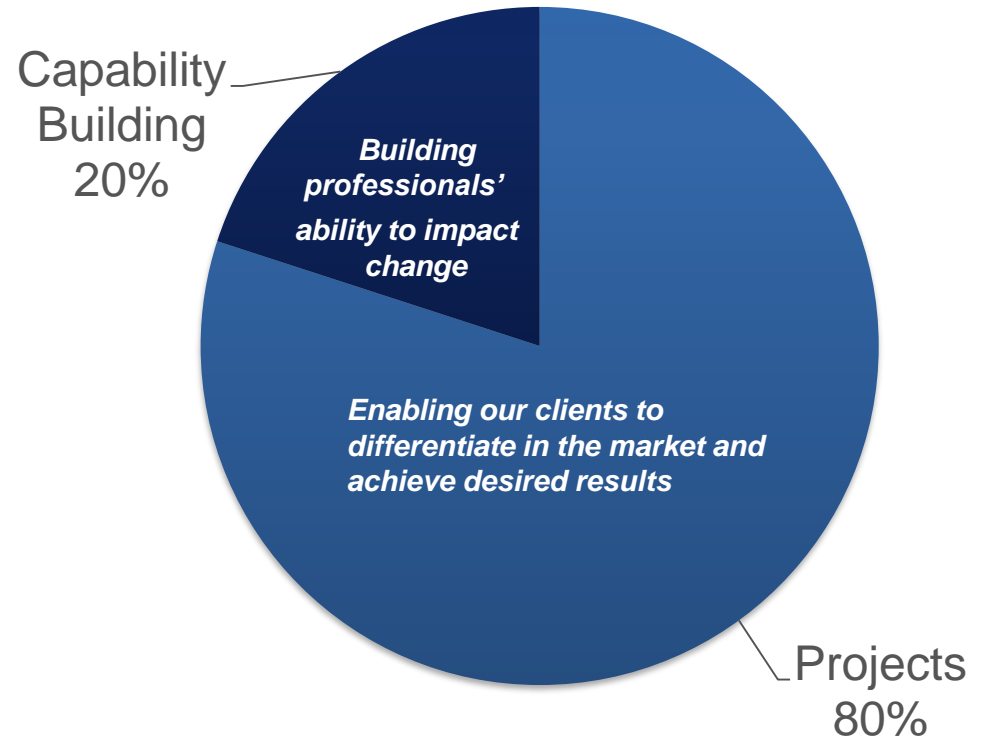 Capability
Building
20%
Building
professionals’
ability to impact
change
Enabling our clients to
differentiate in the market and
achieve desired results
Projects
80%